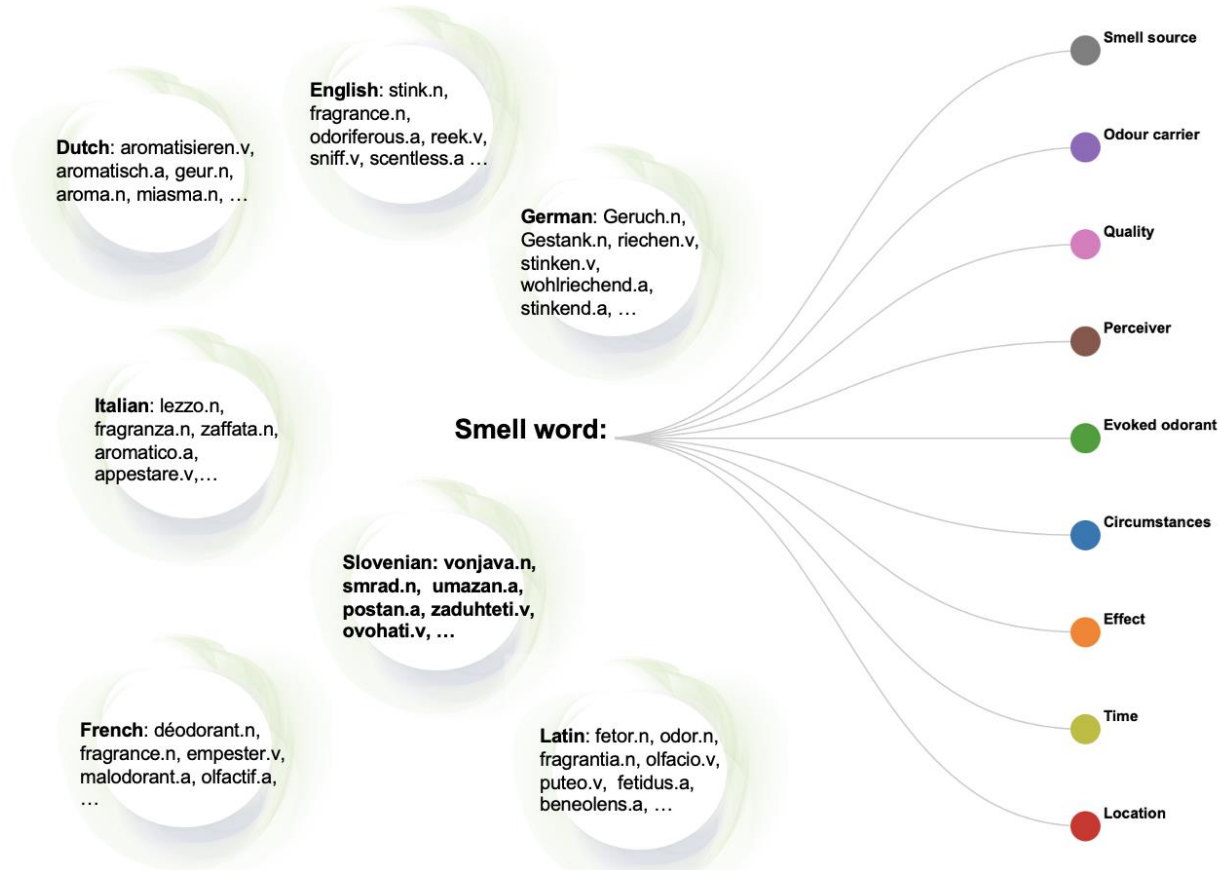 English: stink.n,
fragrance.n,
odoriferous.a, reek.v,
sniff.v, scentless.a …
Dutch: aromatisieren.v,
aromatisch.a, geur.n,
aroma.n, miasma.n, …
German: Geruch.n,
Gestank.n, riechen.v,
stinken.v,
wohlriechend.a,
stinkend.a, …
Italian: lezzo.n,
fragranza.n, zaffata.n,
aromatico.a,
appestare.v,…
Slovenian: vonjava.n,
smrad.n, umazan.a,
postan.a, zaduhteti.v,
ovohati.v, …
French: déodorant.n,
fragrance.n, empester.v,
malodorant.a, olfactif.a,
…
Latin: fetor.n, odor.n,
fragrantia.n, olfacio.v,
puteo.v, fetidus.a,
beneolens.a, …
Smell word:
Smell source
Odour carrier
Quality
Perceiver
Evoked odorant
Circumstances
Effect
Time
Location